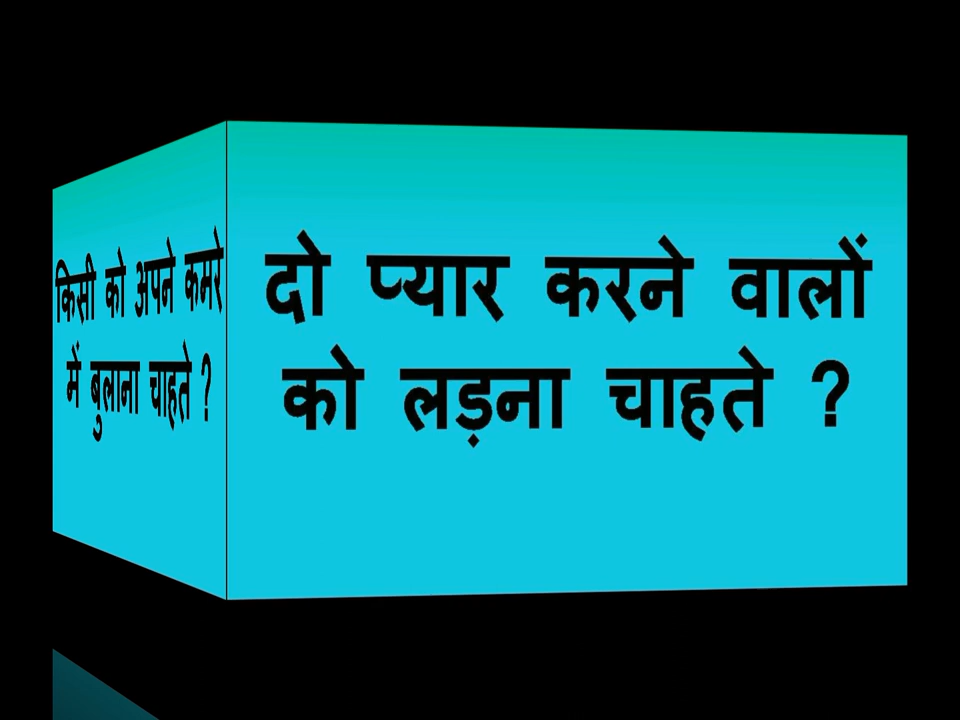 किसी को अपने कमरे
में बुलाना चाहते ?
दो प्यार करने वालों
को लड़ना चाहते ?